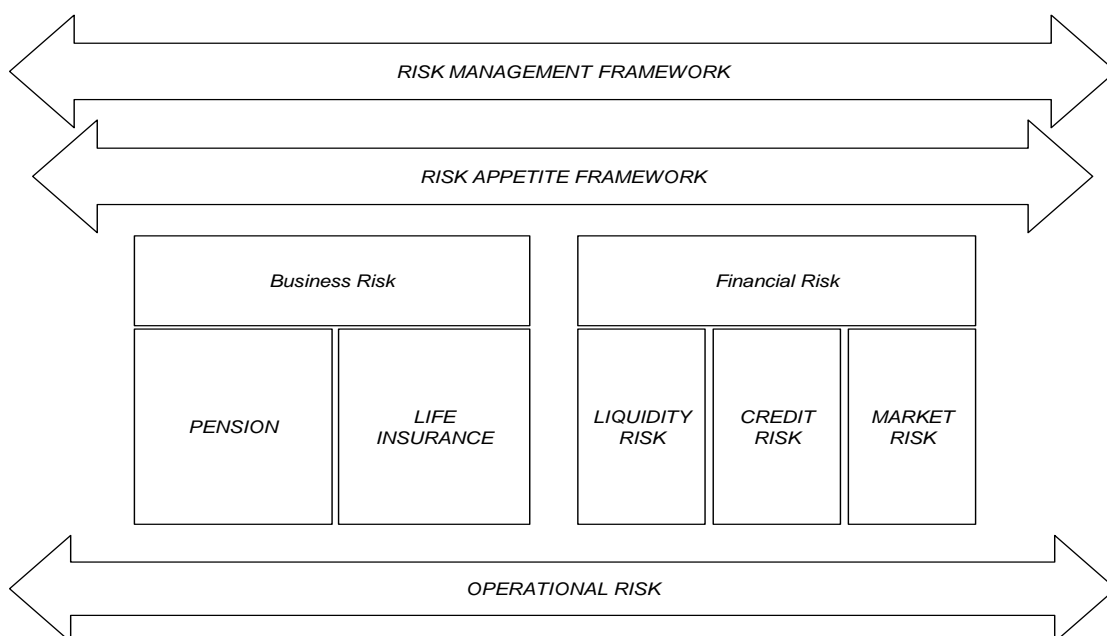 RISK MANAGEMENT FRAMEWORK
RISK APPETITE FRAMEWORK
Business Risk
Financial Risk
PENSION
LIFE
INSURANCE
LIQUIDITY
RISK
CREDIT
RISK
MARKET
RISK
OPERATIONAL RISK